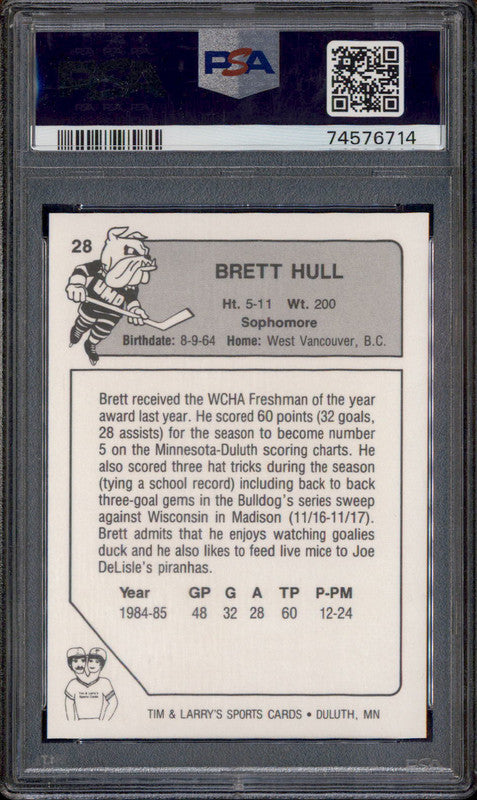 PSA
74576714
28
UMD
BRETT HULL
Ht. 5-11 Wt. 200
Sophomore
Birthdate: 8-9-64 Home: West Vancouver, B.C.
Brett received the WCHA Freshman of the year
award last year. He scored 60 points (32 goals,
28 assists) for the season to become number
5 on the Minnesota-Duluth scoring charts. He
also scored three hat tricks during the season
(tying a school record) including back to back
three-goal gems in the Bulldog's series sweep
against Wisconsin in Madison (11/16-11/17).
Brett admits that he enjoys watching goalies
duck and he also likes to feed live mice to Joe
DeLisle's piranhas.
Year GP G A TP P-PM
1984-85 48 32 28 60 12-24
Tim & Larry's
Sports Cards
TIM & LARRY'S SPORTS CARDS • DULUTH, MN